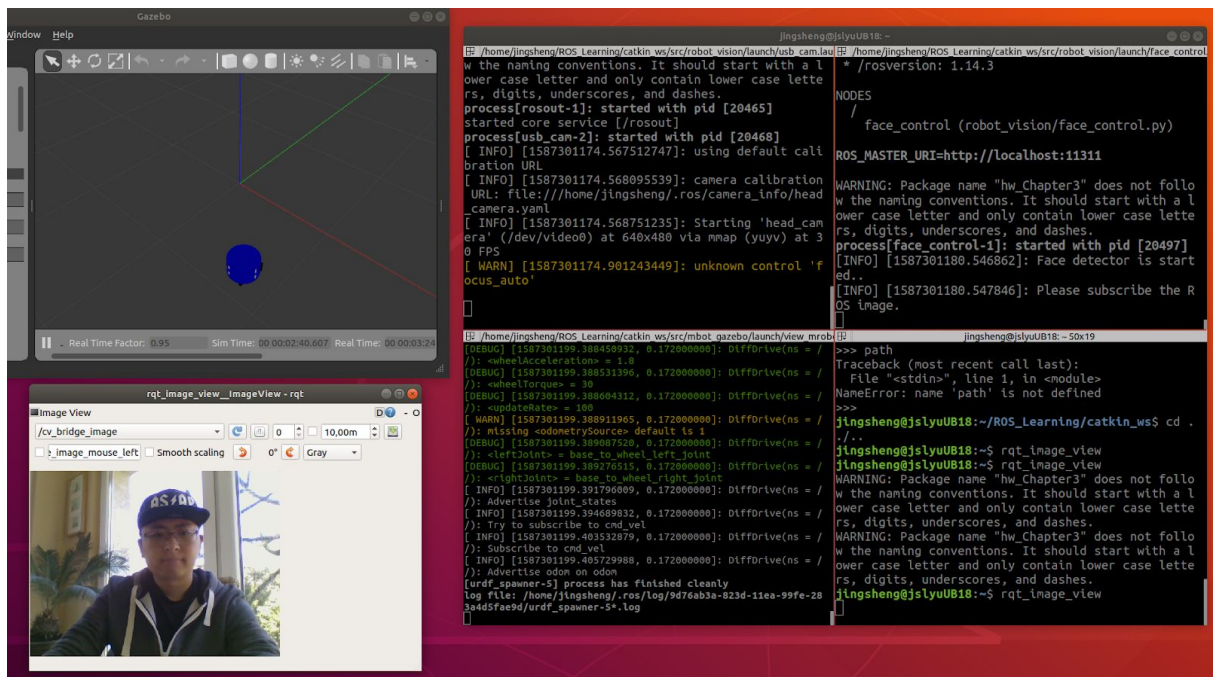 Gazebo
Window Help
Real Time Factor: 0.95 Sim Time: 00 00:02:40.607 Real Time: 00 00:03:24
rqt_image_view__ImageView - rqt
Image View
D - O
/cv_bridge_image 0 10,00m
e_image_mouse_left Smooth scaling 0° Gray
jingsheng@jslyuUB18: ~
/home/jingsheng/ROS_Learning/catkin_ws/src/robot_vision/launch/usb_cam.lau
w the naming conventions. It should start with a l
ower case letter and only contain lower case lette
rs, digits, underscores, and dashes.
process[rosout-1]: started with pid [20465]
started core service [/rosout]
process[usb_cam-2]: started with pid [20468]
[ INFO] [1587301174.567512747]: using default cali
bration URL
[ INFO] [1587301174.568095539]: camera calibration
URL: file:///home/jingsheng/.ros/camera_info/head
_camera.yaml
[ INFO] [1587301174.568751235]: Starting 'head_cam
era' (/dev/video0) at 640x480 via mmap (yuyv) at 3
0 FPS
[ WARN] [1587301174.901243449]: unknown control 'f
ocus_auto'
/home/jingsheng/ROS_Learning/catkin_ws/src/robot_vision/launch/face_control.
* /rosversion: 1.14.3
NODES
/
face_control (robot_vision/face_control.py)
ROS_MASTER_URI=http://localhost:11311
WARNING: Package name "hw_Chapter3" does not follo
w the naming conventions. It should start with a l
ower case letter and only contain lower case lette
rs, digits, underscores, and dashes.
process[face_control-1]: started with pid [20497]
[INFO] [1587301180.546862]: Face detector is start
ed..
[INFO] [1587301180.547846]: Please subscribe the R
OS image.
/home/jingsheng/ROS_Learning/catkin_ws/src/mbot_gazebo/launch/view_mrob
[DEBUG] [1587301199.388450932, 0.172000000]: DiffDrive(ns = /
/): <wheelAcceleration> = 1.8
[DEBUG] [1587301199.388531396, 0.172000000]: DiffDrive(ns = /
/): <wheelTorque> = 30
[DEBUG] [1587301199.388604312, 0.172000000]: DiffDrive(ns = /
/): <updateRate> = 100
[ WARN] [1587301199.388911965, 0.172000000]: DiffDrive(ns = /
/): missing <odometrySource> default is 1
[DEBUG] [1587301199.389087520, 0.172000000]: DiffDrive(ns = /
/): <leftJoint> = base_to_wheel_left_joint
[DEBUG] [1587301199.389276515, 0.172000000]: DiffDrive(ns = /
/): <rightJoint> = base_to_wheel_right_joint
[ INFO] [1587301199.391796009, 0.172000000]: DiffDrive(ns = /
/): Advertise joint_states
[ INFO] [1587301199.394689832, 0.172000000]: DiffDrive(ns = /
/): Try to subscribe to cmd_vel
[ INFO] [1587301199.403532879, 0.172000000]: DiffDrive(ns = /
/): Subscribe to cmd_vel
[ INFO] [1587301199.405729988, 0.172000000]: DiffDrive(ns = /
/): Advertise odom on odom
[urdf_spawner-5] process has finished cleanly
log file: /home/jingsheng/.ros/log/9d76ab3a-823d-11ea-99fe-28
3a4d5fae9d/urdf_spawner-5*.log
jingsheng@jslyuUB18: ~ 50x19
>>> path
Traceback (most recent call last):
File "<stdin>", line 1, in <module>
NameError: name 'path' is not defined
>>>
jingsheng@jslyuUB18:~/ROS_Learning/catkin_ws$ cd .
./..
jingsheng@jslyuUB18:~$ rqt_image_view
jingsheng@jslyuUB18:~$ rqt_image_view
WARNING: Package name "hw_Chapter3" does not follo
w the naming conventions. It should start with a l
ower case letter and only contain lower case lette
rs, digits, underscores, and dashes.
WARNING: Package name "hw_Chapter3" does not follo
w the naming conventions. It should start with a l
ower case letter and only contain lower case lette
rs, digits, underscores, and dashes.
jingsheng@jslyuUB18:~$ rqt_image_view